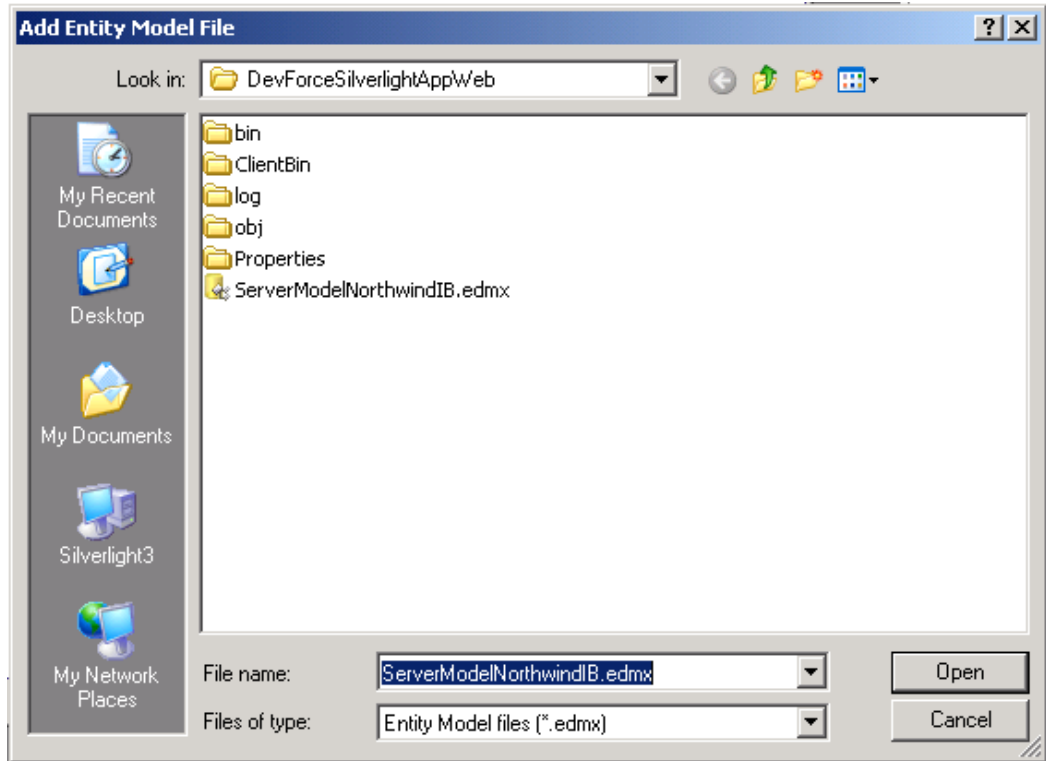 Add Entity Model File
Look in:
DevForceSilverlightAppWeb
My Recent
Documents
Desktop
My Documents
Silverlight3
My Network
Places
bin
ClientBin
log
obj
Properties
ServerModelNorthwindIB.edmx
File name:
ServerModelNorthwindIB.edmx
Open
Files of type:
Entity Model files (*.edmx)
Cancel